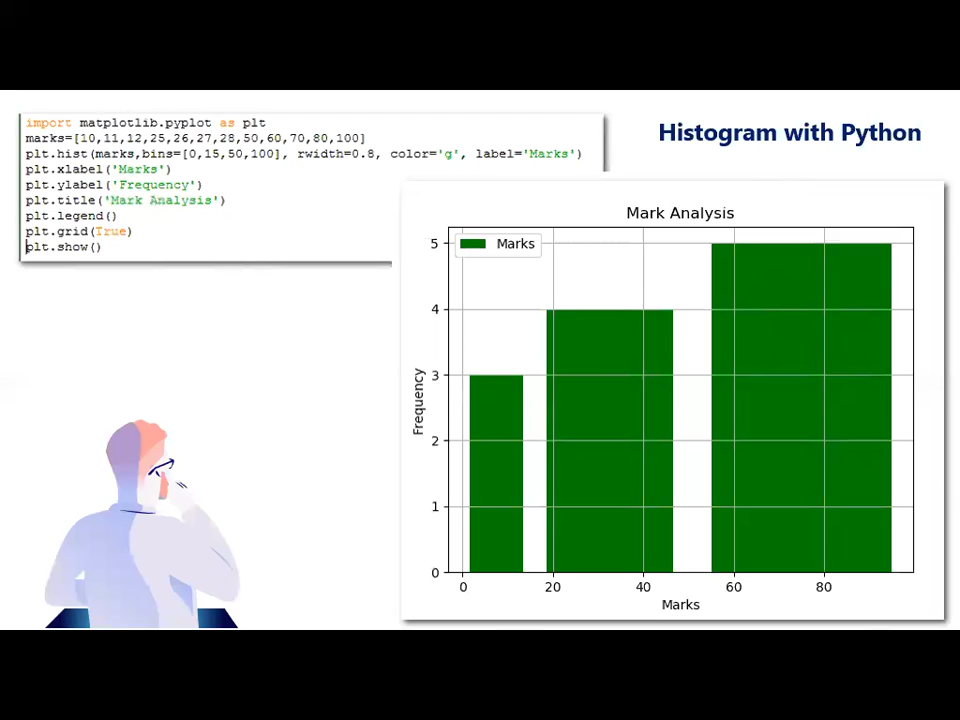 import matplotlib.pyplot as plt
marks=[10,11,12,25,26,27,28,50,60,70,80,100]
plt.hist(marks,bins=[0,15,50,100], rwidth=0.8, color='g', label='Marks')
plt.xlabel('Marks')
plt.ylabel('Frequency')
plt.title('Mark Analysis')
plt.legend()
plt.grid(True)
plt.show()
Histogram with Python
Mark Analysis
Marks
5
4
3
2
1
0
Frequency
0 20 40 60 80
Marks